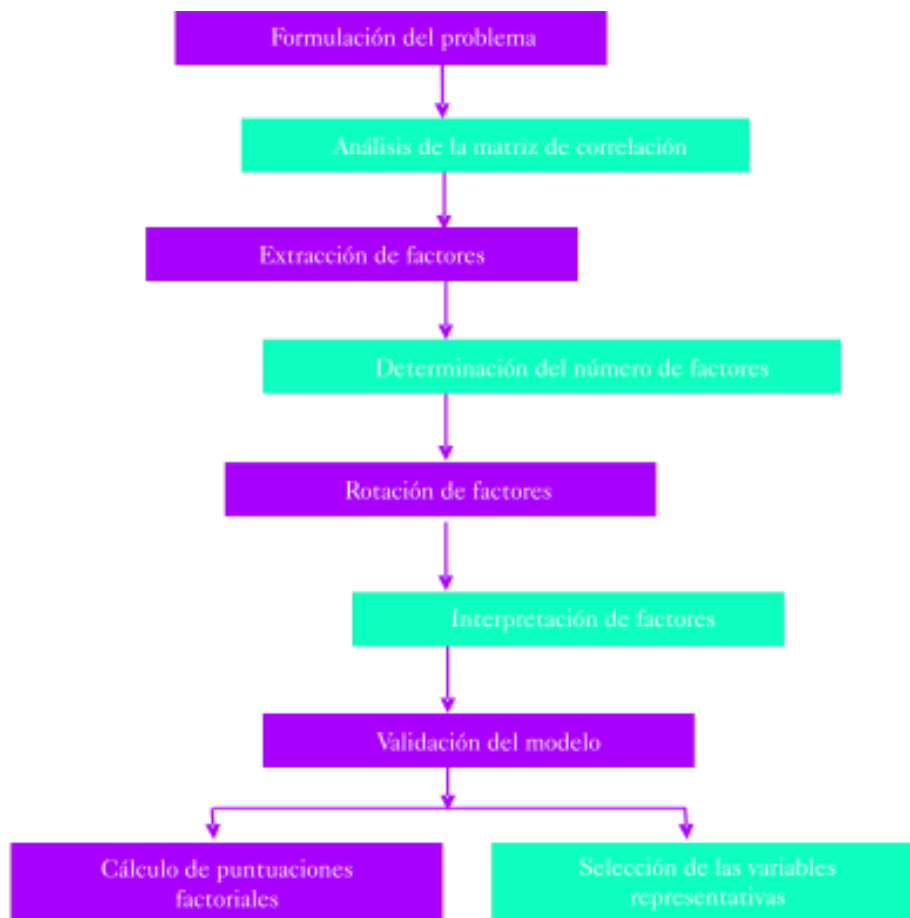 Formulación del problema
Análisis de la matriz de correlación
Extracción de factores
Determinación del número de factores
Rotación de factores
Interpretación de factores
Validación del modelo
Cálculo de puntuaciones
factoriales
Selección de las variables
representativas